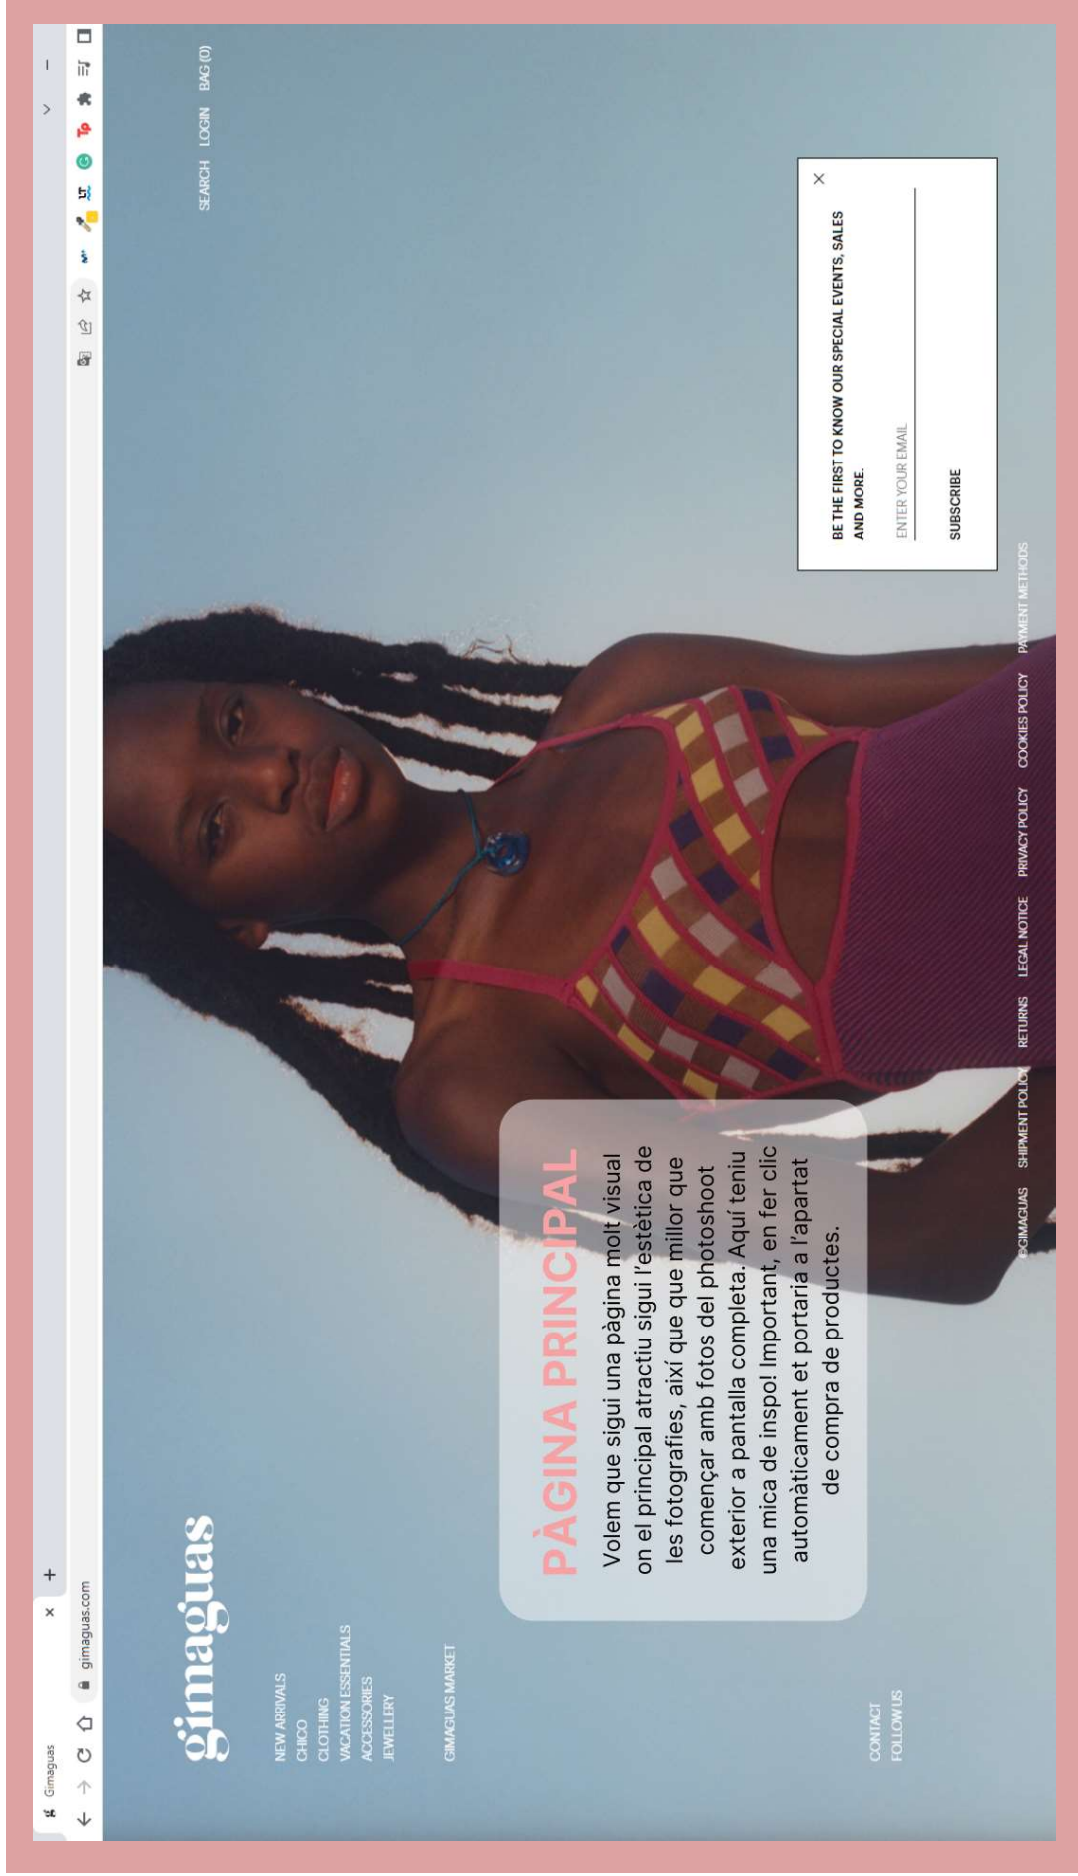 Gimaguas
gimaguas.com
SEARCH LOGIN BAG (0)
gimaguas
NEW ARRIVALS
CHICO
CLOTHING
VACATION ESSENTIALS
ACCESSORIES
JEWELLERY
GIMAGUAS MARKET
PÀGINA PRINCIPAL
Volem que sigui una pàgina molt visual
on el principal atractiu sigui l'estètica de
les fotografies, així que que millor que
començar amb fotos del photoshoot
exterior a pantalla completa. Aquí teniu
una mica de inspo! Important, en fer clic
automàticament et portaria a l'apartat
de compra de productes.
BE THE FIRST TO KNOW OUR SPECIAL EVENTS, SALES
AND MORE.
ENTER YOUR EMAIL
SUBSCRIBE
CONTACT
FOLLOW US
©GIMAGUAS SHIPMENT POLICY RETURNS LEGAL NOTICE PRIVACY POLICY COOKIES POLICY PAYMENT METHODS